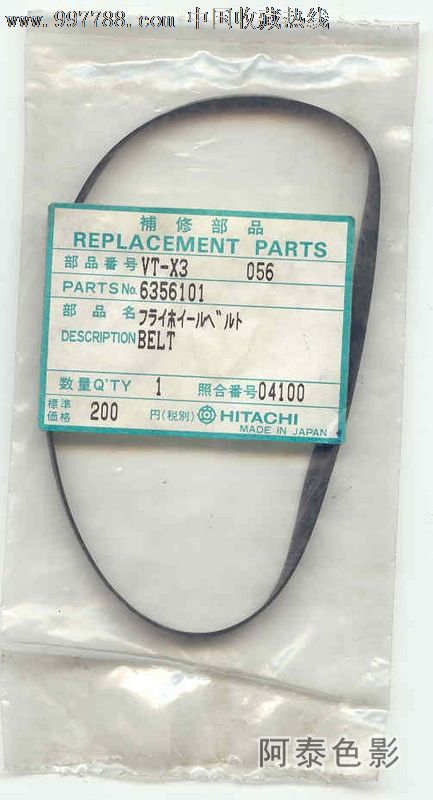 www.997788.com 中国收藏热线
補修部品
REPLACEMENT PARTS
部品番号 VT-X3 056
PARTS No. 6356101
部品名 フライホイールベルト
DESCRIPTION BELT
数量Q'TY 1 照合番号 04100
標準価格 200 円(税別) HITACHI
MADE IN JAPAN
阿泰色影